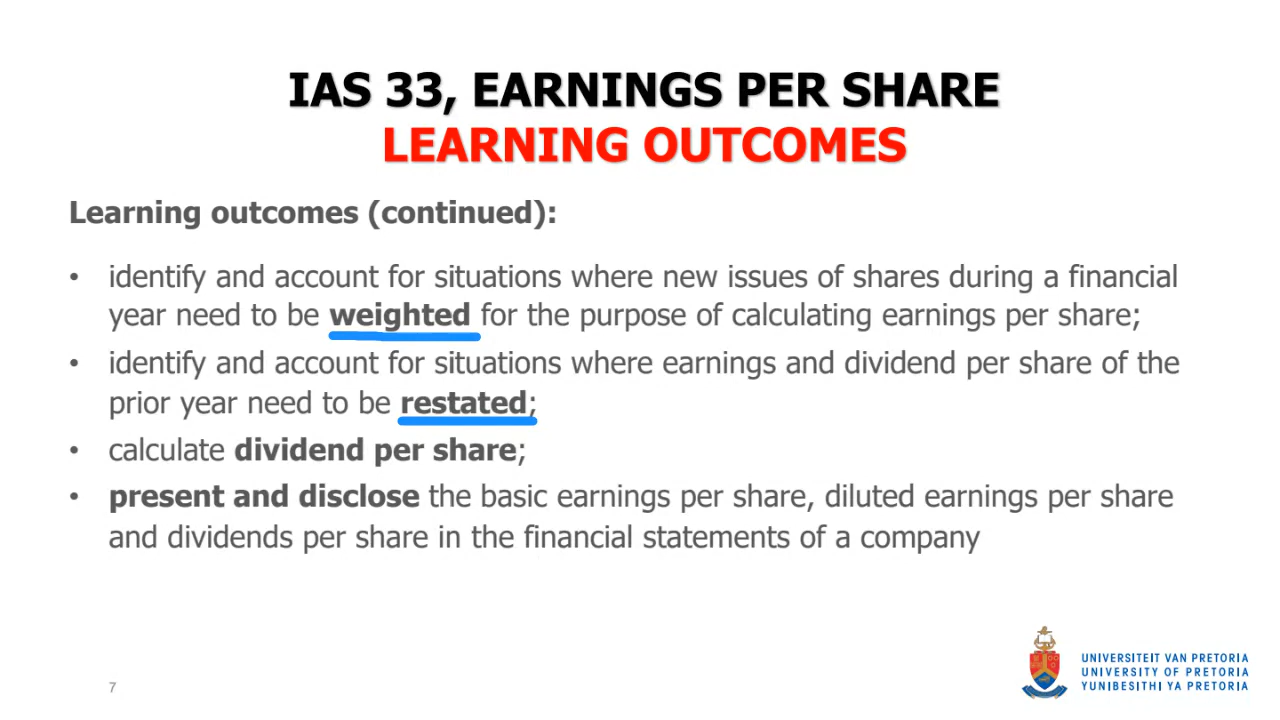 IAS 33, EARNINGS PER SHARE
LEARNING OUTCOMES
Learning outcomes (continued):
• identify and account for situations where new issues of shares during a financial
year need to be weighted for the purpose of calculating earnings per share;
• identify and account for situations where earnings and dividend per share of the
prior year need to be restated;
• calculate dividend per share;
• present and disclose the basic earnings per share, diluted earnings per share
and dividends per share in the financial statements of a company
7
UNIVERSITEIT VAN PRETORIA
UNIVERSITY OF PRETORIA
YUNIBESITHI YA PRETORIA